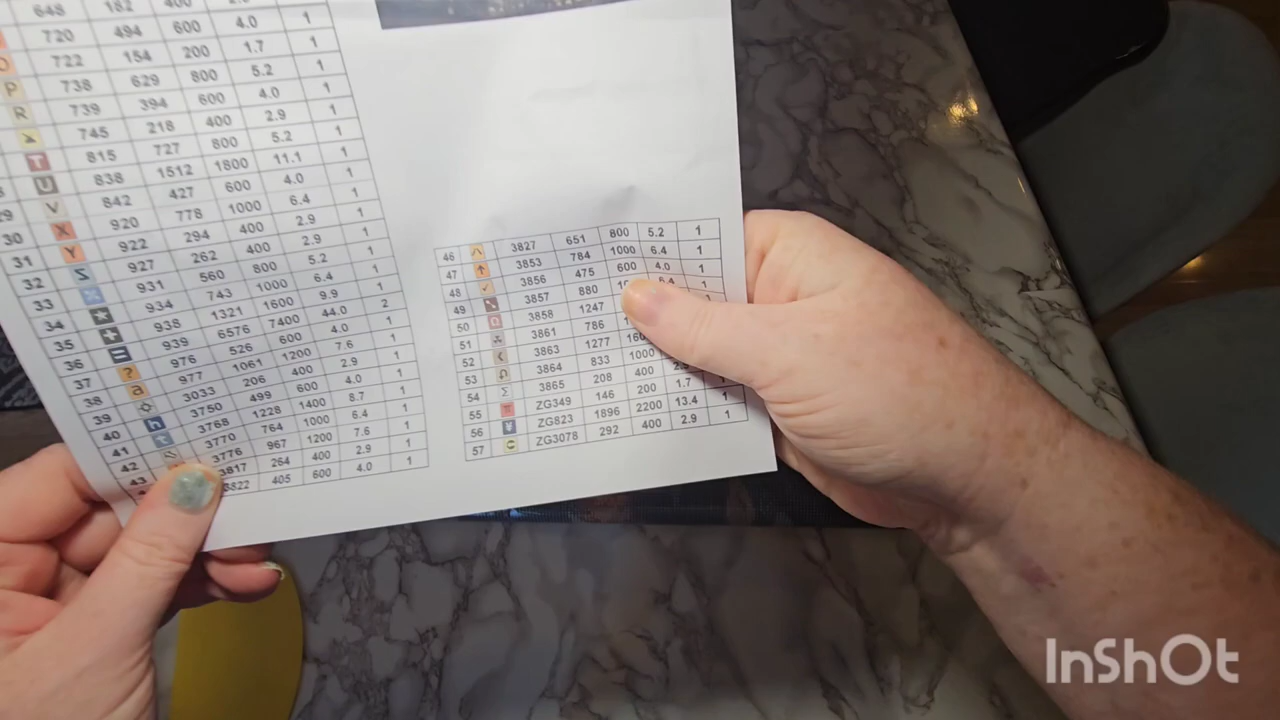 648 182 400
720 494 600 4.0 1
O 722 154 200 1.7 1
P 738 629 800 5.2 1
R 739 394 600 4.0 1
745 218 400 2.9 1
T 815 727 800 5.2 1
U 838 1512 1800 11.1 1
29 V 842 427 600 4.0 1
30 X 920 778 1000 6.4 1
31 Y 922 294 400 2.9 1
32 Z 927 262 400 2.9 1
33 × 931 560 800 5.2 1
34 ★ 934 743 1000 6.4 1
35 + 938 1321 1600 9.9 1
36 = 939 6576 7400 44.0 2
37 ? 976 526 600 4.0 1
38 a 977 1061 1200 7.6 1
39 3033 206 400 2.9 1
40 h 3750 499 600 4.0 1
41 t 3768 1228 1400 8.7 1
42 3770 764 1000 6.4 1
43 3776 967 1200 7.6 1
3817 264 400 2.9 1
3822 405 600 4.0 1
46 ^ 3827 651 800 5.2 1
47 ↑ 3853 784 1000 6.4 1
48 ✓ 3856 475 600 4.0 1
49 3857 880 6.4 1
50 Ω 3858 1247
51 3861 786
52 3863 1277
53 3864 833 1000
54 Σ 3865 208 400
55 ZG349 146 200 1.7 1
56 ¥ ZG823 1896 2200 13.4 1
57 ZG3078 292 400 2.9 1
InShOt